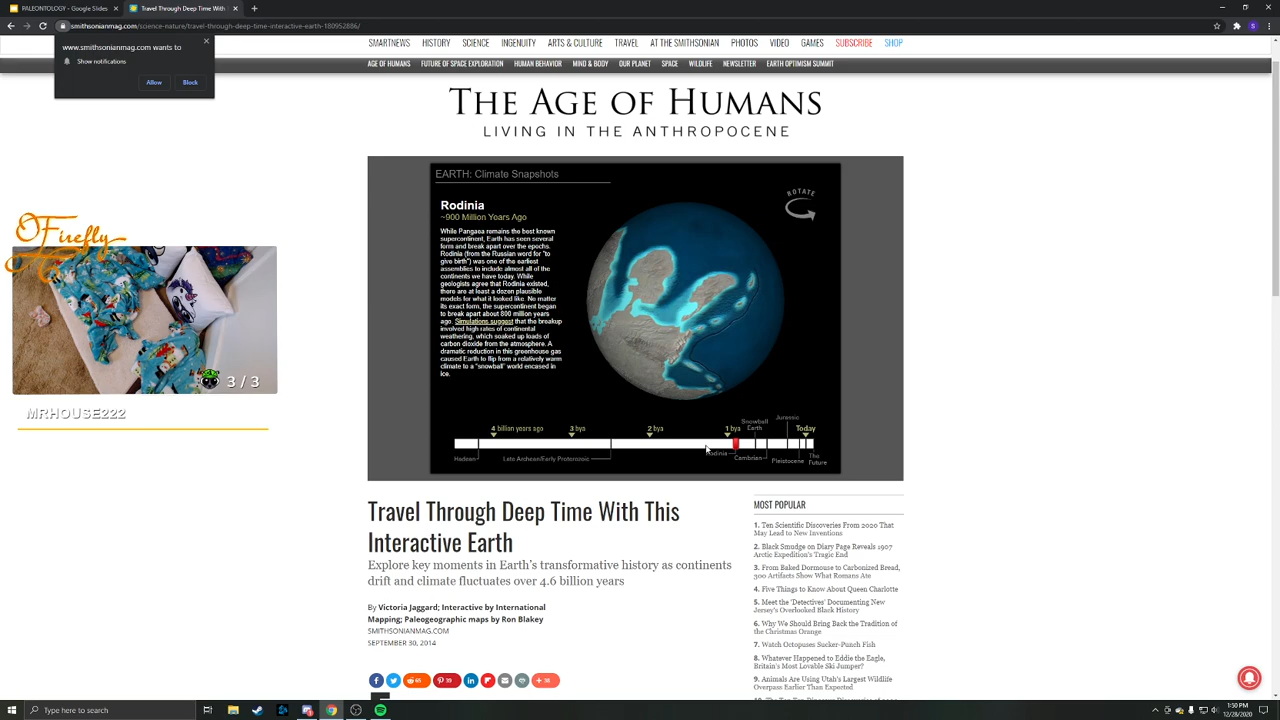 PALEONTOLOGY - Google Slides
Travel Through Deep Time With
smithsonianmag.com/science-nature/travel-through-deep-time-interactive-earth-180952886/
www.smithsonianmag.com wants to
Show notifications
Allow Block
SMARTNEWS HISTORY SCIENCE INGENUITY ARTS & CULTURE TRAVEL AT THE SMITHSONIAN PHOTOS VIDEO GAMES SUBSCRIBE SHOP
AGE OF HUMANS FUTURE OF SPACE EXPLORATION HUMAN BEHAVIOR MIND & BODY OUR PLANET SPACE WILDLIFE NEWSLETTER EARTH OPTIMISM SUMMIT
THE AGE OF HUMANS
LIVING IN THE ANTHROPOCENE
EARTH: Climate Snapshots
ROTATE
Rodinia
~900 Million Years Ago
While Pangaea remains the best known
supercontinent, Earth has seen several
form and break apart over the epochs.
Rodinia (from the Russian word for "to
give birth") was one of the earliest
assemblies to include almost all of the
continents we have today. While
geologists agree that Rodinia existed,
there are at least a dozen plausible
models for what it looked like. No matter
its exact form, the supercontinent began
to break apart about 800 million years
ago. Simulations suggest that the breakup
involved high rates of continental
weathering, which soaked up loads of
carbon dioxide from the atmosphere. A
dramatic reduction in this greenhouse gas
caused Earth to flip from a relatively warm
climate to a "snowball" world encased in
ice.
4 billion years ago 3 bya 2 bya 1 bya Snowball Earth Jurassic Today
Hadean Late Archean/Early Proterozoic Rodinia Cambrian Pleistocene The Future
OFirefly
3 / 3
MRHOUSE222
Travel Through Deep Time With This
Interactive Earth
Explore key moments in Earth's transformative history as continents
drift and climate fluctuates over 4.6 billion years
By Victoria Jaggard; Interactive by International
Mapping; Paleogeographic maps by Ron Blakey
SMITHSONIANMAG.COM
SEPTEMBER 30, 2014
MOST POPULAR
1. Ten Scientific Discoveries From 2020 That
May Lead to New Inventions
2. Black Smudge on Diary Page Reveals 1907
Arctic Expedition's Tragic End
3. From Baked Dormouse to Carbonized Bread,
300 Artifacts Show What Romans Ate
4. Five Things to Know About Queen Charlotte
5. Meet the 'Detectives' Documenting New
Jersey's Overlooked Black History
6. Why We Should Bring Back the Tradition of
the Christmas Orange
7. Watch Octopuses Sucker-Punch Fish
8. Whatever Happened to Eddie the Eagle,
Britain's Most Lovable Ski Jumper?
9. Animals Are Using Utah's Largest Wildlife
Overpass Earlier Than Expected
Type here to search
1:50 PM
12/28/2020